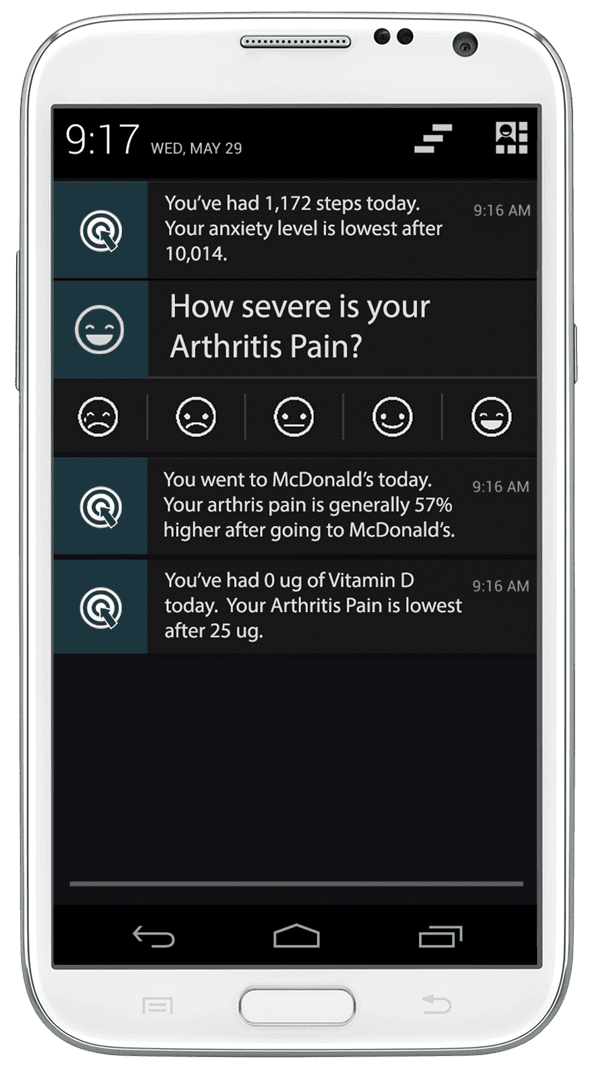 9:17 WED, MAY 29
You've had 1,172 steps today. 9:16 AM
Your anxiety level is lowest after
10,014.
How severe is your
Arthritis Pain?
You went to McDonald's today. 9:16 AM
Your arthris pain is generally 57%
higher after going to McDonald's.
You've had 0 ug of Vitamin D 9:16 AM
today.  Your Arthritis Pain is lowest
after 25 ug.